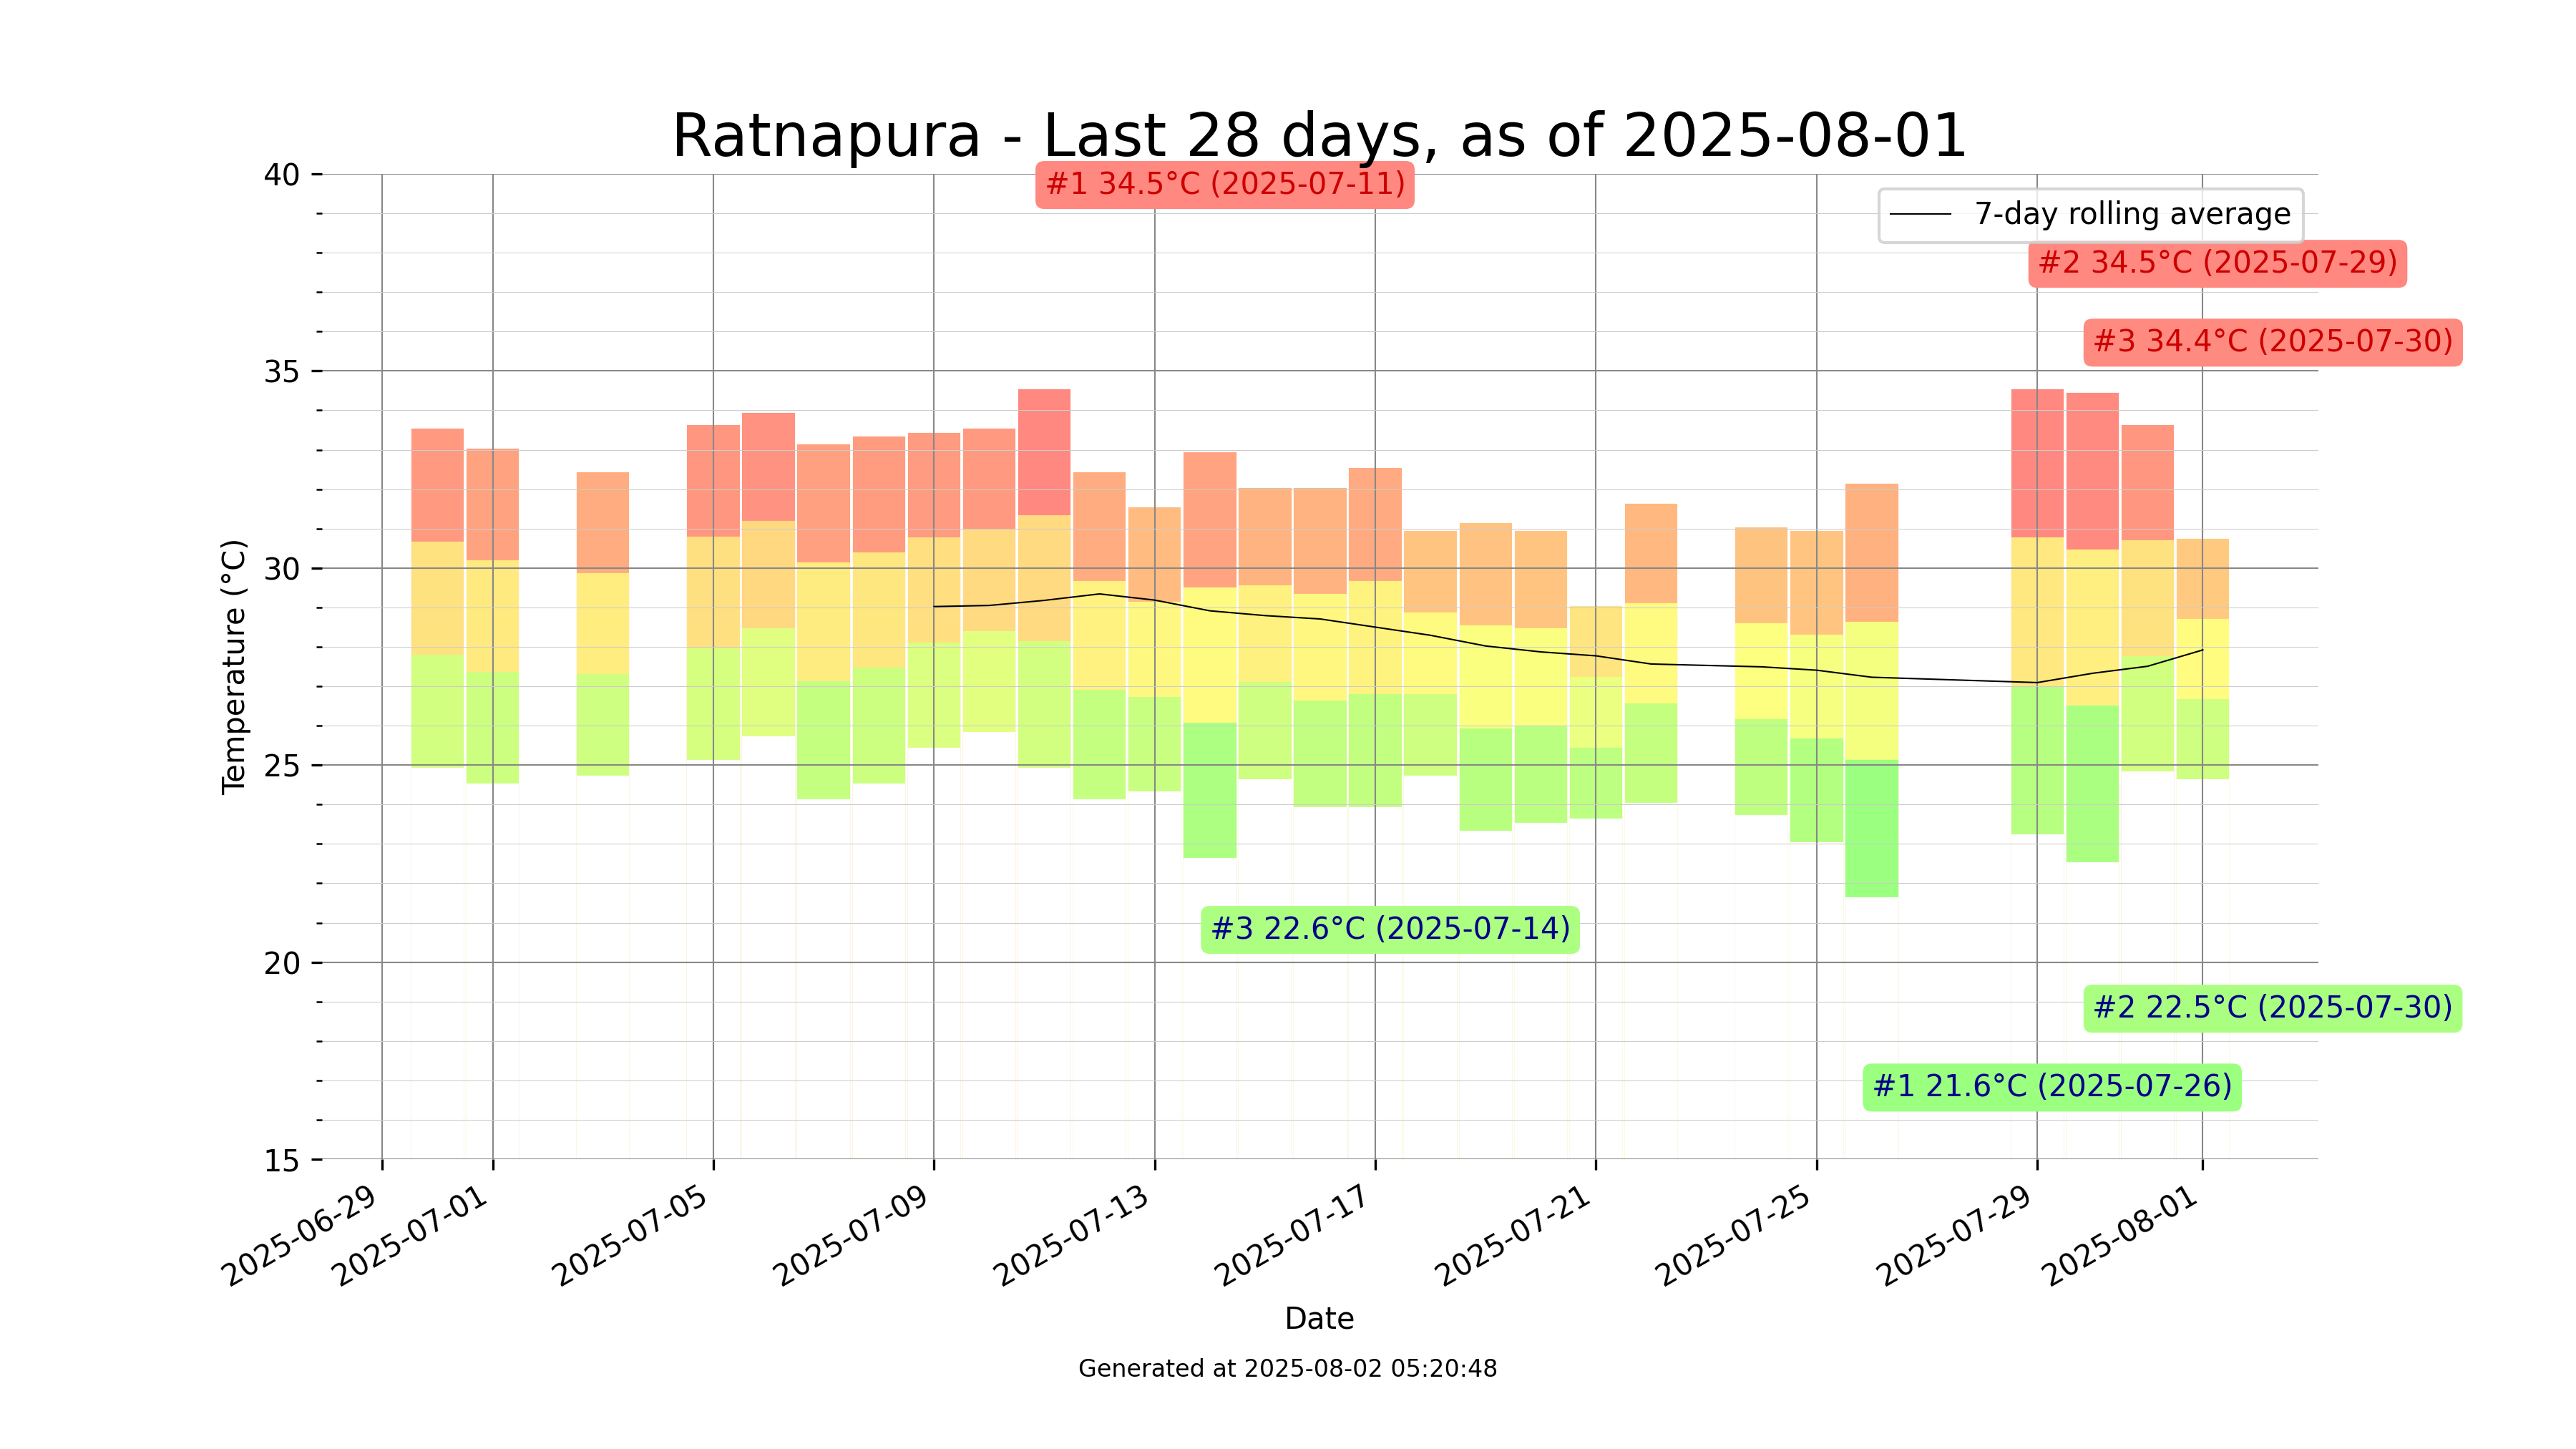 Ratnapura - Last 28 days, as of 2025-08-01
40
#1 34.5°C (2025-07-11)
7-day rolling average
#2 34.5°C (2025-07-29)
#3 34.4°C (2025-07-30)
35
30
Temperature (°C)
25
#3 22.6°C (2025-07-14)
20
#2 22.5°C (2025-07-30)
#1 21.6°C (2025-07-26)
15
2025-06-29
2025-07-01
2025-07-05
2025-07-09
2025-07-13
2025-07-17
2025-07-21
2025-07-25
2025-07-29
2025-08-01
Date
Generated at 2025-08-02 05:20:48